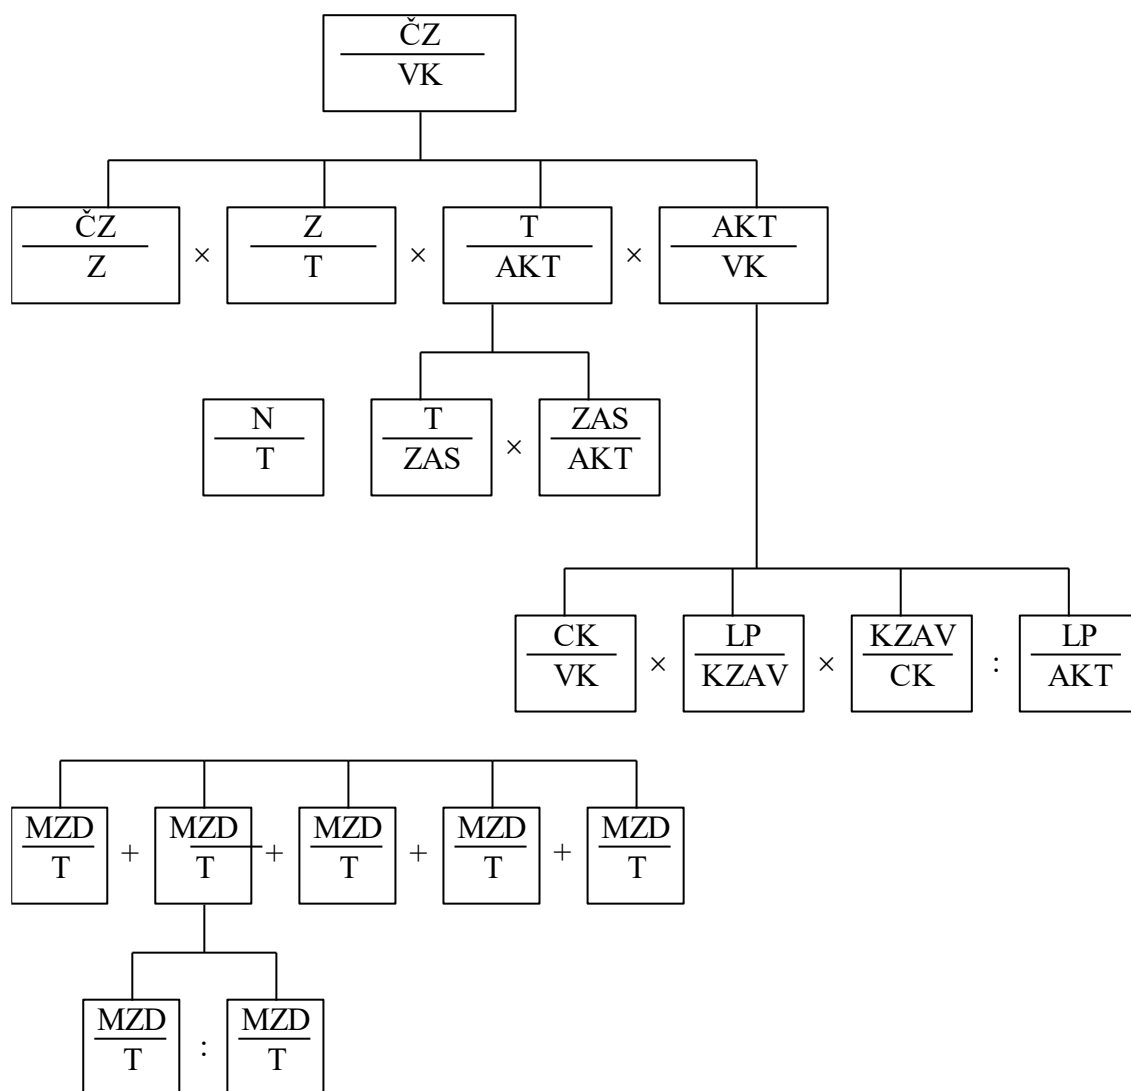 ČZ
VK
ČZ × Z × T × AKT
Z T AKT VK
N T × ZAS
T ZAS AKT
CK × LP × KZAV : LP
VK KZAV CK AKT
MZD + MZD + MZD + MZD + MZD
T T T T T
MZD : MZD
T T